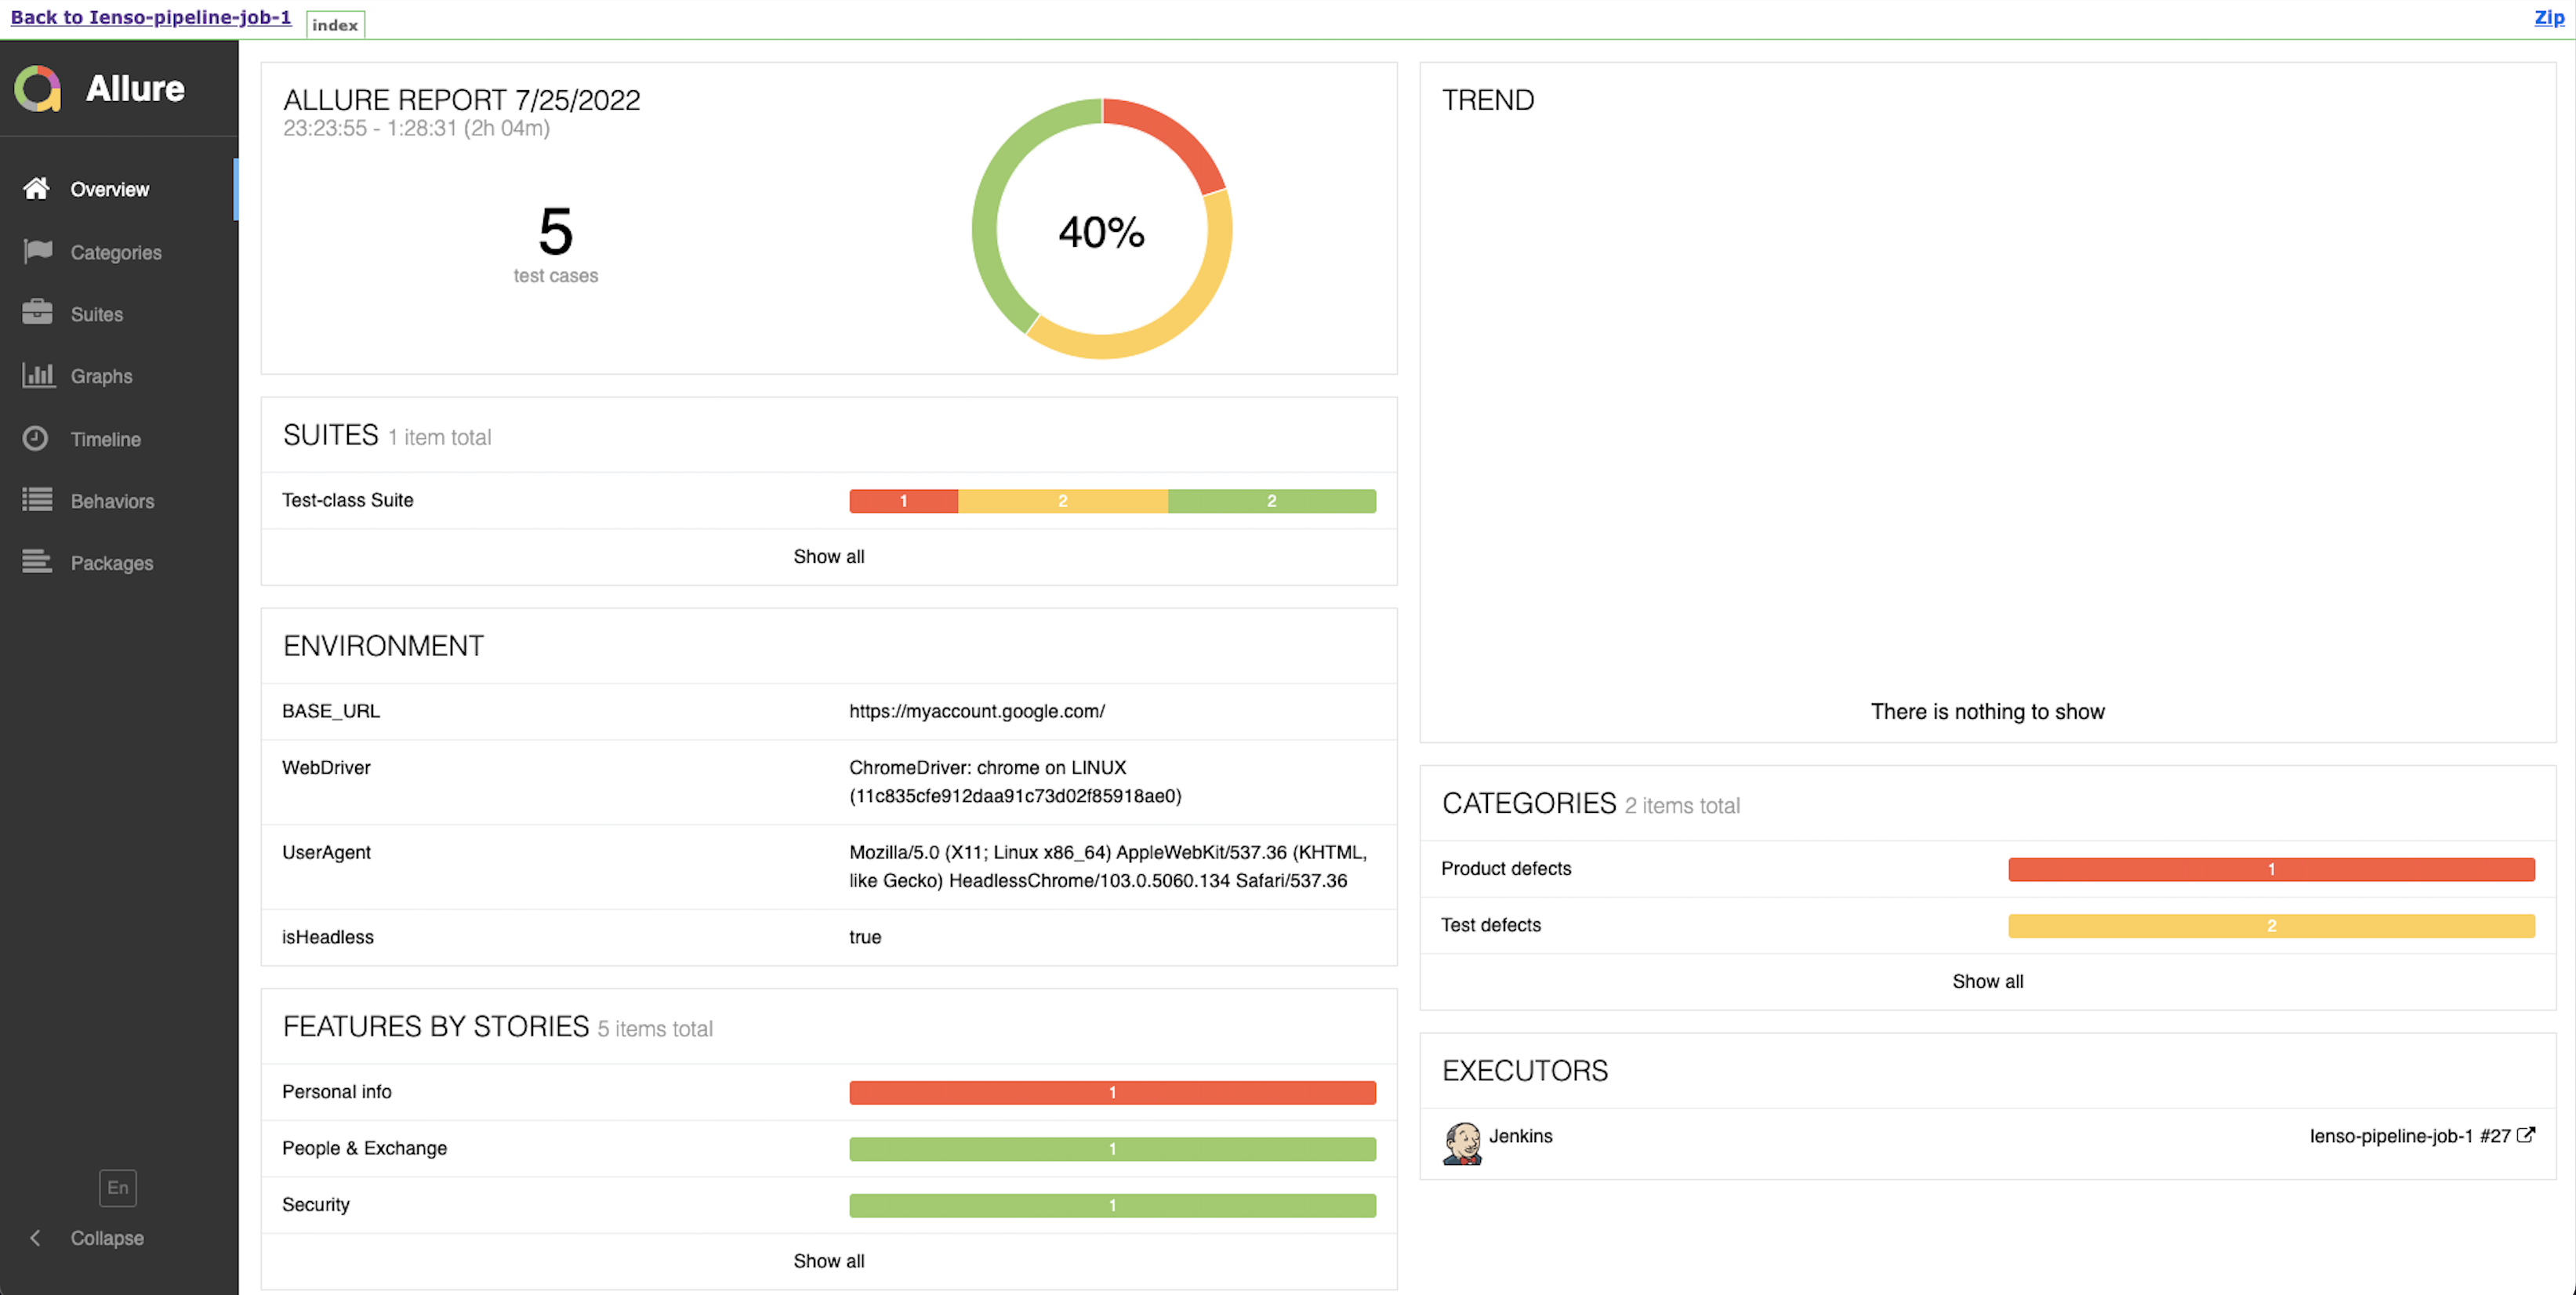 Back to Ienso-pipeline-job-1
index
Zip
Allure
Overview
Categories
Suites
Graphs
Timeline
Behaviors
Packages
En
Collapse
ALLURE REPORT 7/25/2022
23:23:55 - 1:28:31 (2h 04m)
5
test cases
40%
SUITES 1 item total
Test-class Suite
1 2 2
Show all
ENVIRONMENT
BASE_URL
https://myaccount.google.com/
WebDriver
ChromeDriver: chrome on LINUX
(11c835cfe912daa91c73d02f85918ae0)
UserAgent
Mozilla/5.0 (X11; Linux x86_64) AppleWebKit/537.36 (KHTML,
like Gecko) HeadlessChrome/103.0.5060.134 Safari/537.36
isHeadless
true
FEATURES BY STORIES 5 items total
Personal info
1
People & Exchange
1
Security
1
Show all
TREND
There is nothing to show
CATEGORIES 2 items total
Product defects
1
Test defects
2
Show all
EXECUTORS
Jenkins
Ienso-pipeline-job-1 #27